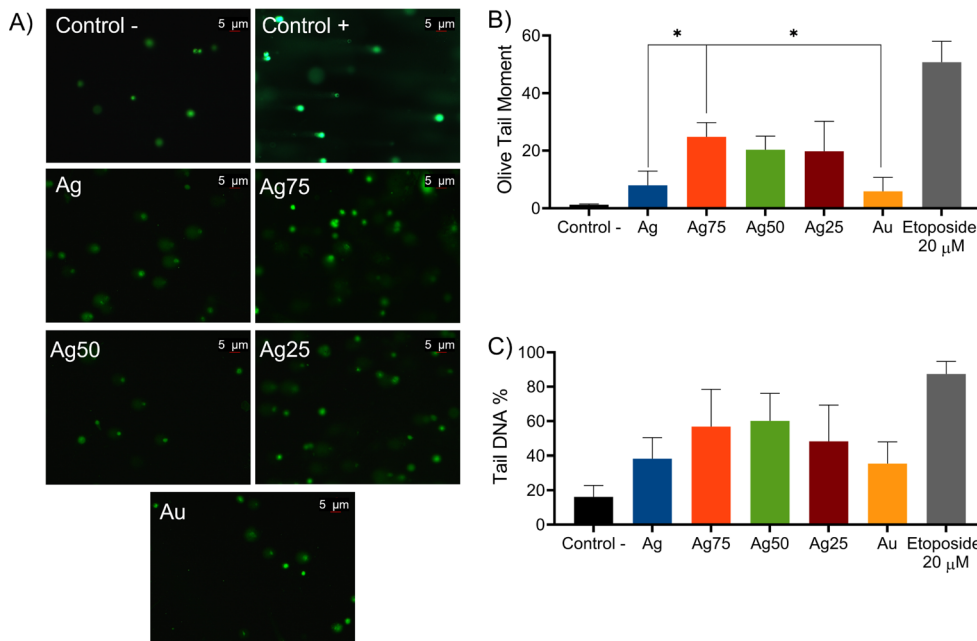 A)
Control -
5 μm
Control +
5 μm
Ag
5 μm
Ag75
5 μm
Ag50
5 μm
Ag25
5 μm
Au
5 μm
B)
Olive Tail Moment
60
40
20
0
*
*
Control -
Ag
Ag75
Ag50
Ag25
Au
Etoposide
20 μM
C)
Tail DNA %
100
80
60
40
20
0
Control -
Ag
Ag75
Ag50
Ag25
Au
Etoposide
20 μM